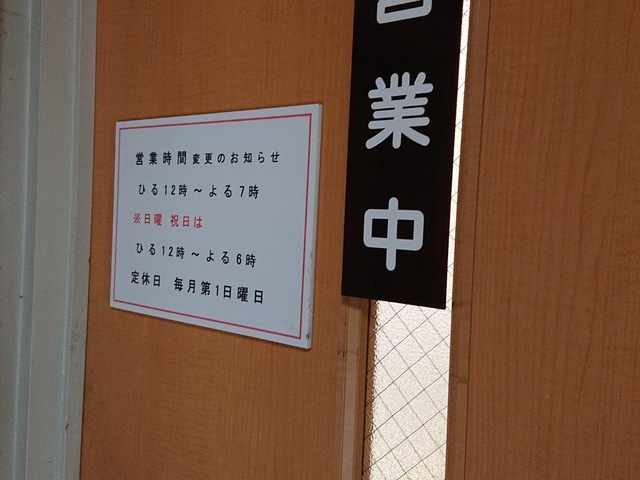 営業時間変更のお知らせ
ひる12時～よる7時
※日曜 祝日は
ひる12時～よる6時
定休日 毎月第1日曜日
営業中